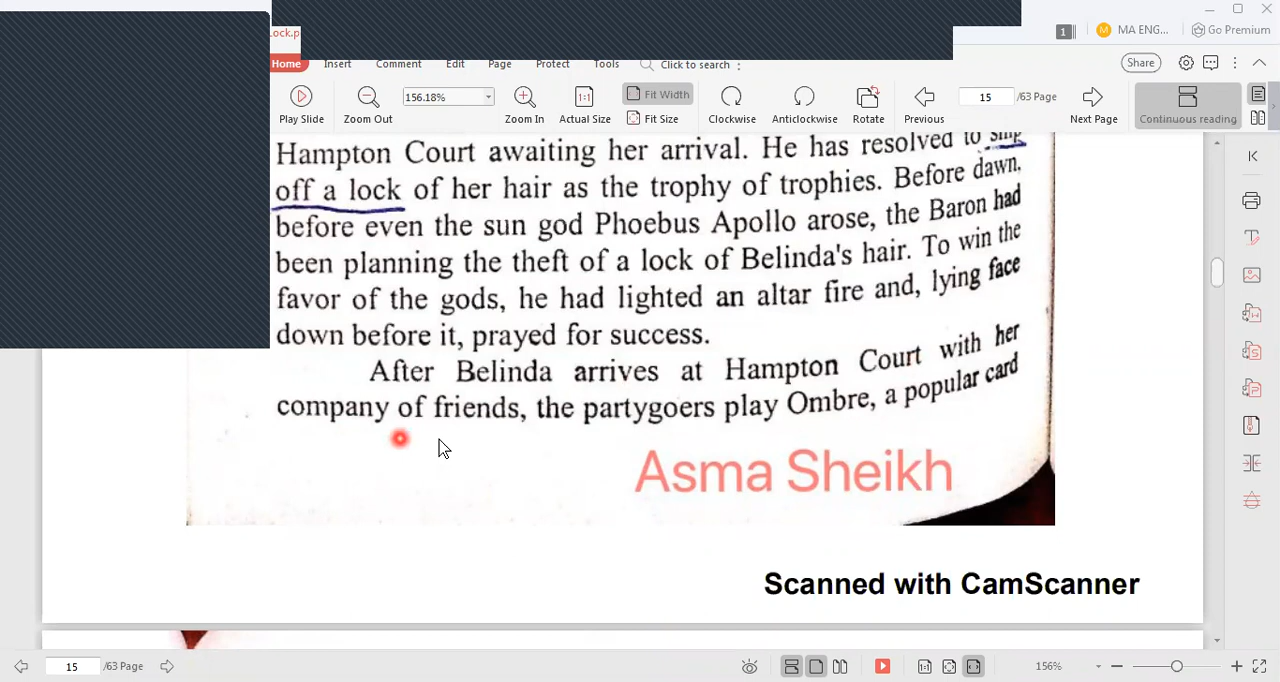 Lock.p
1 MA ENG... Go Premium
Home Insert Comment Edit Page Protect Tools Click to search : Share
Play Slide Zoom Out 156.18% Zoom In 1:1 Actual Size Fit Width Fit Size Clockwise Anticlockwise Rotate Previous 15 /63 Page Next Page Continuous reading
Hampton Court awaiting her arrival. He has resolved to snip
off a lock of her hair as the trophy of trophies. Before dawn,
before even the sun god Phoebus Apollo arose, the Baron had
been planning the theft of a lock of Belinda's hair. To win the
favor of the gods, he had lighted an altar fire and, lying face
down before it, prayed for success.
After Belinda arrives at Hampton Court with her
company of friends, the partygoers play Ombre, a popular card
Asma Sheikh
Scanned with CamScanner
15 /63 Page 156%